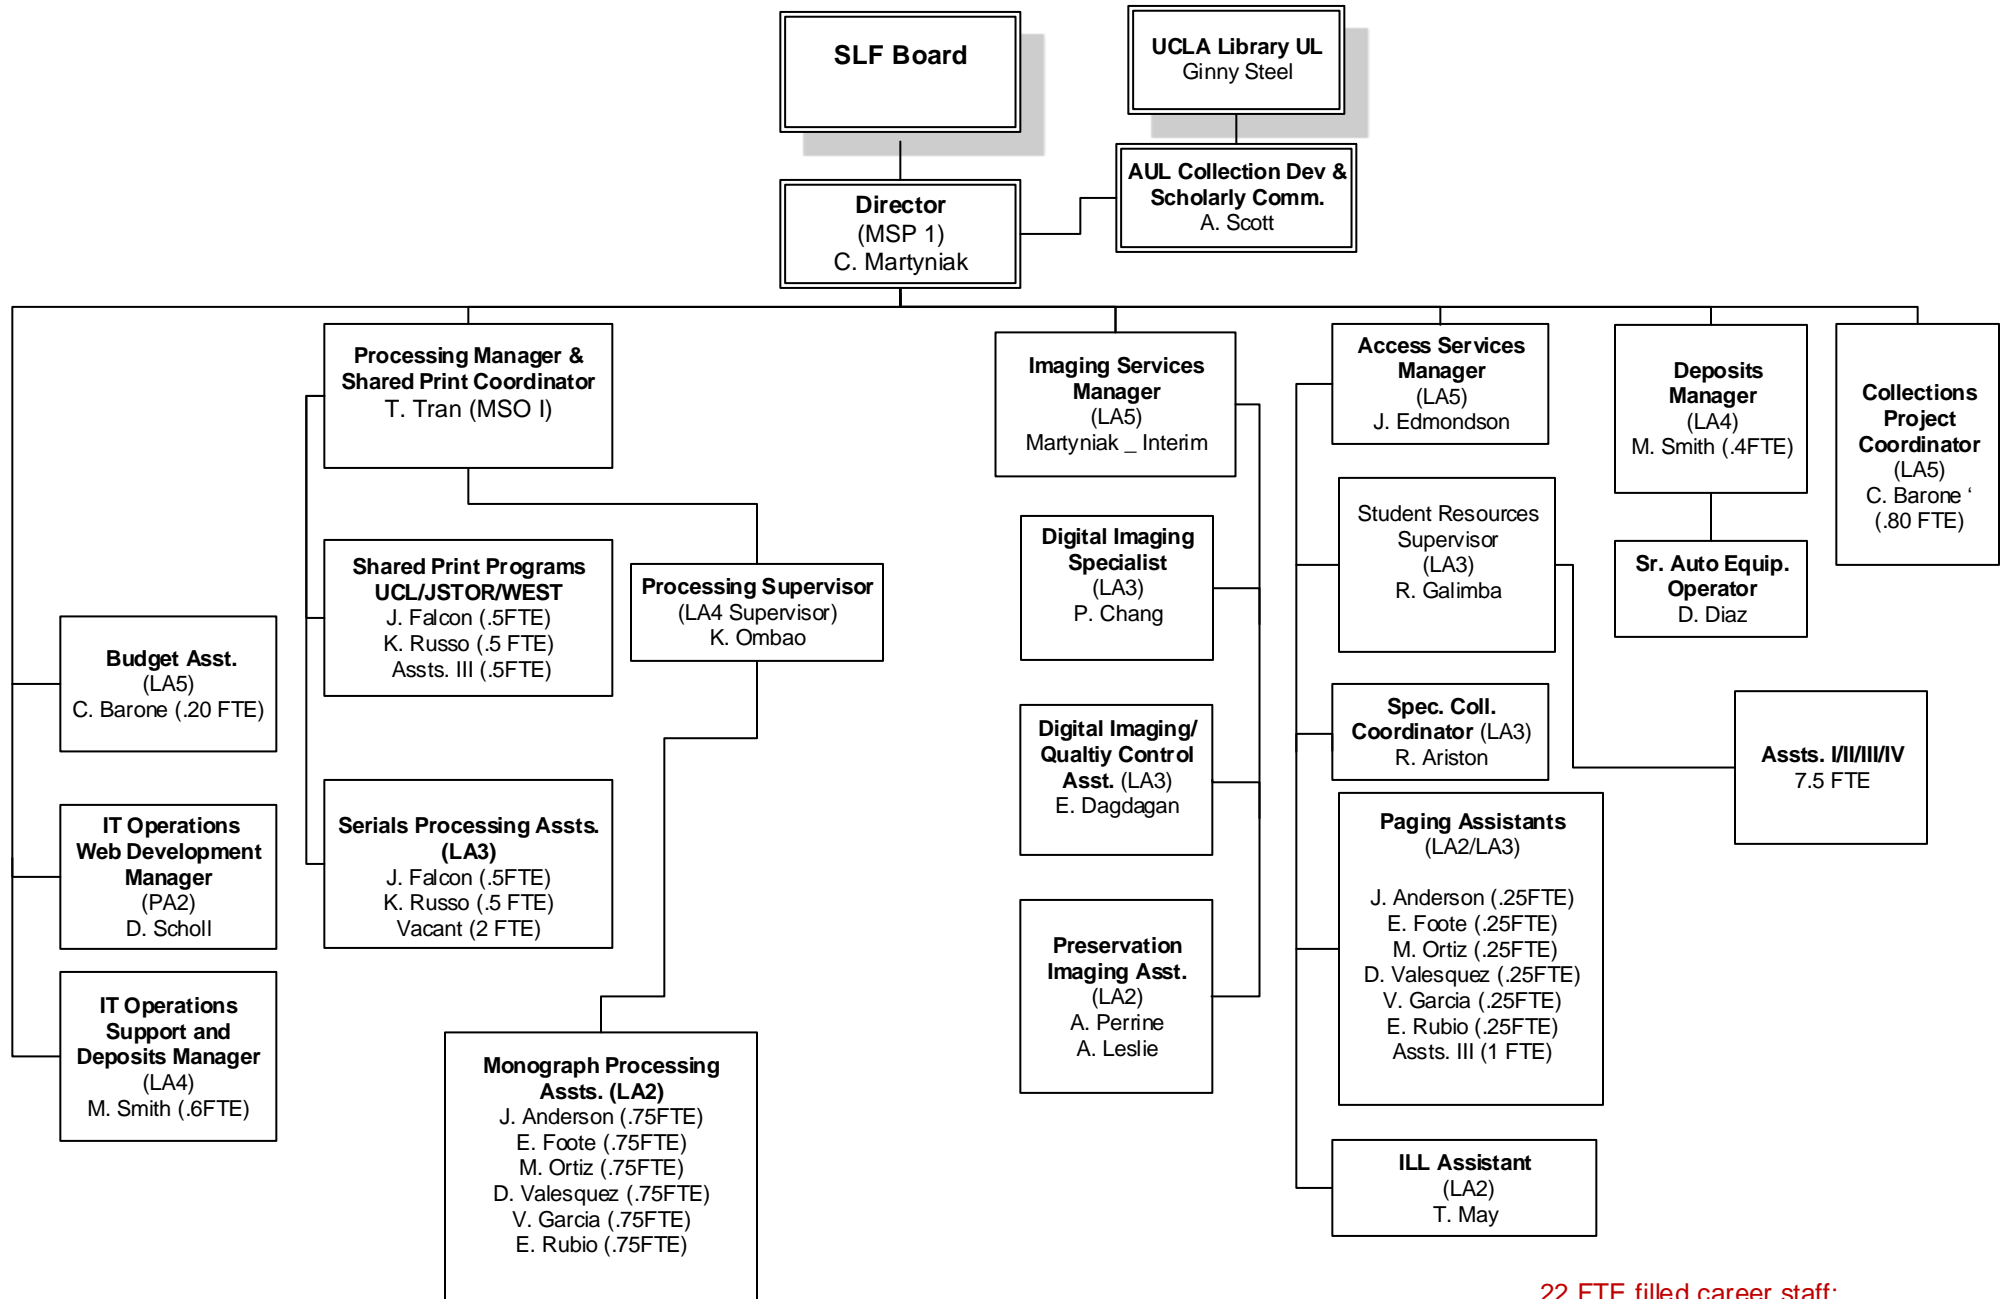 SLF Board
UCLA Library UL
Ginny Steel
AUL Collection Dev &
Scholarly Comm.
A. Scott
Director
(MSP 1)
C. Martyniak
Processing Manager &
Shared Print Coordinator
T. Tran (MSO I)
Shared Print Programs
UCL/JSTOR/WEST
J. Falcon (.5FTE)
K. Russo (.5 FTE)
Assts. III (.5FTE)
Processing Supervisor
(LA4 Supervisor)
K. Ombao
Budget Asst.
(LA5)
C. Barone (.20 FTE)
IT Operations
Web Development
Manager
(PA2)
D. Scholl
IT Operations
Support and
Deposits Manager
(LA4)
M. Smith (.6FTE)
Serials Processing Assts.
(LA3)
J. Falcon (.5FTE)
K. Russo (.5 FTE)
Vacant (2 FTE)
Monograph Processing
Assts. (LA2)
J. Anderson (.75FTE)
E. Foote (.75FTE)
M. Ortiz (.75FTE)
D. Valesquez (.75FTE)
V. Garcia (.75FTE)
E. Rubio (.75FTE)
Imaging Services
Manager
(LA5)
Martyniak _ Interim
Digital Imaging
Specialist
(LA3)
P. Chang
Digital Imaging/
Qualtiy Control
Asst. (LA3)
E. Dagdagan
Preservation
Imaging Asst.
(LA2)
A. Perrine
A. Leslie
Access Services
Manager
(LA5)
J. Edmondson
Student Resources
Supervisor
(LA3)
R. Galimba
Spec. Coll.
Coordinator (LA3)
R. Ariston
Paging Assistants
(LA2/LA3)
J. Anderson (.25FTE)
E. Foote (.25FTE)
M. Ortiz (.25FTE)
D. Valesquez (.25FTE)
V. Garcia (.25FTE)
E. Rubio (.25FTE)
Assts. III (1 FTE)
ILL Assistant
(LA2)
T. May
Deposits
Manager
(LA4)
M. Smith (.4FTE)
Sr. Auto Equip.
Operator
D. Diaz
Collections
Project
Coordinator
(LA5)
C. Barone ‘
(.80 FTE)
Assts. I/II/III/IV
7.5 FTE
22 FTE filled career staff;